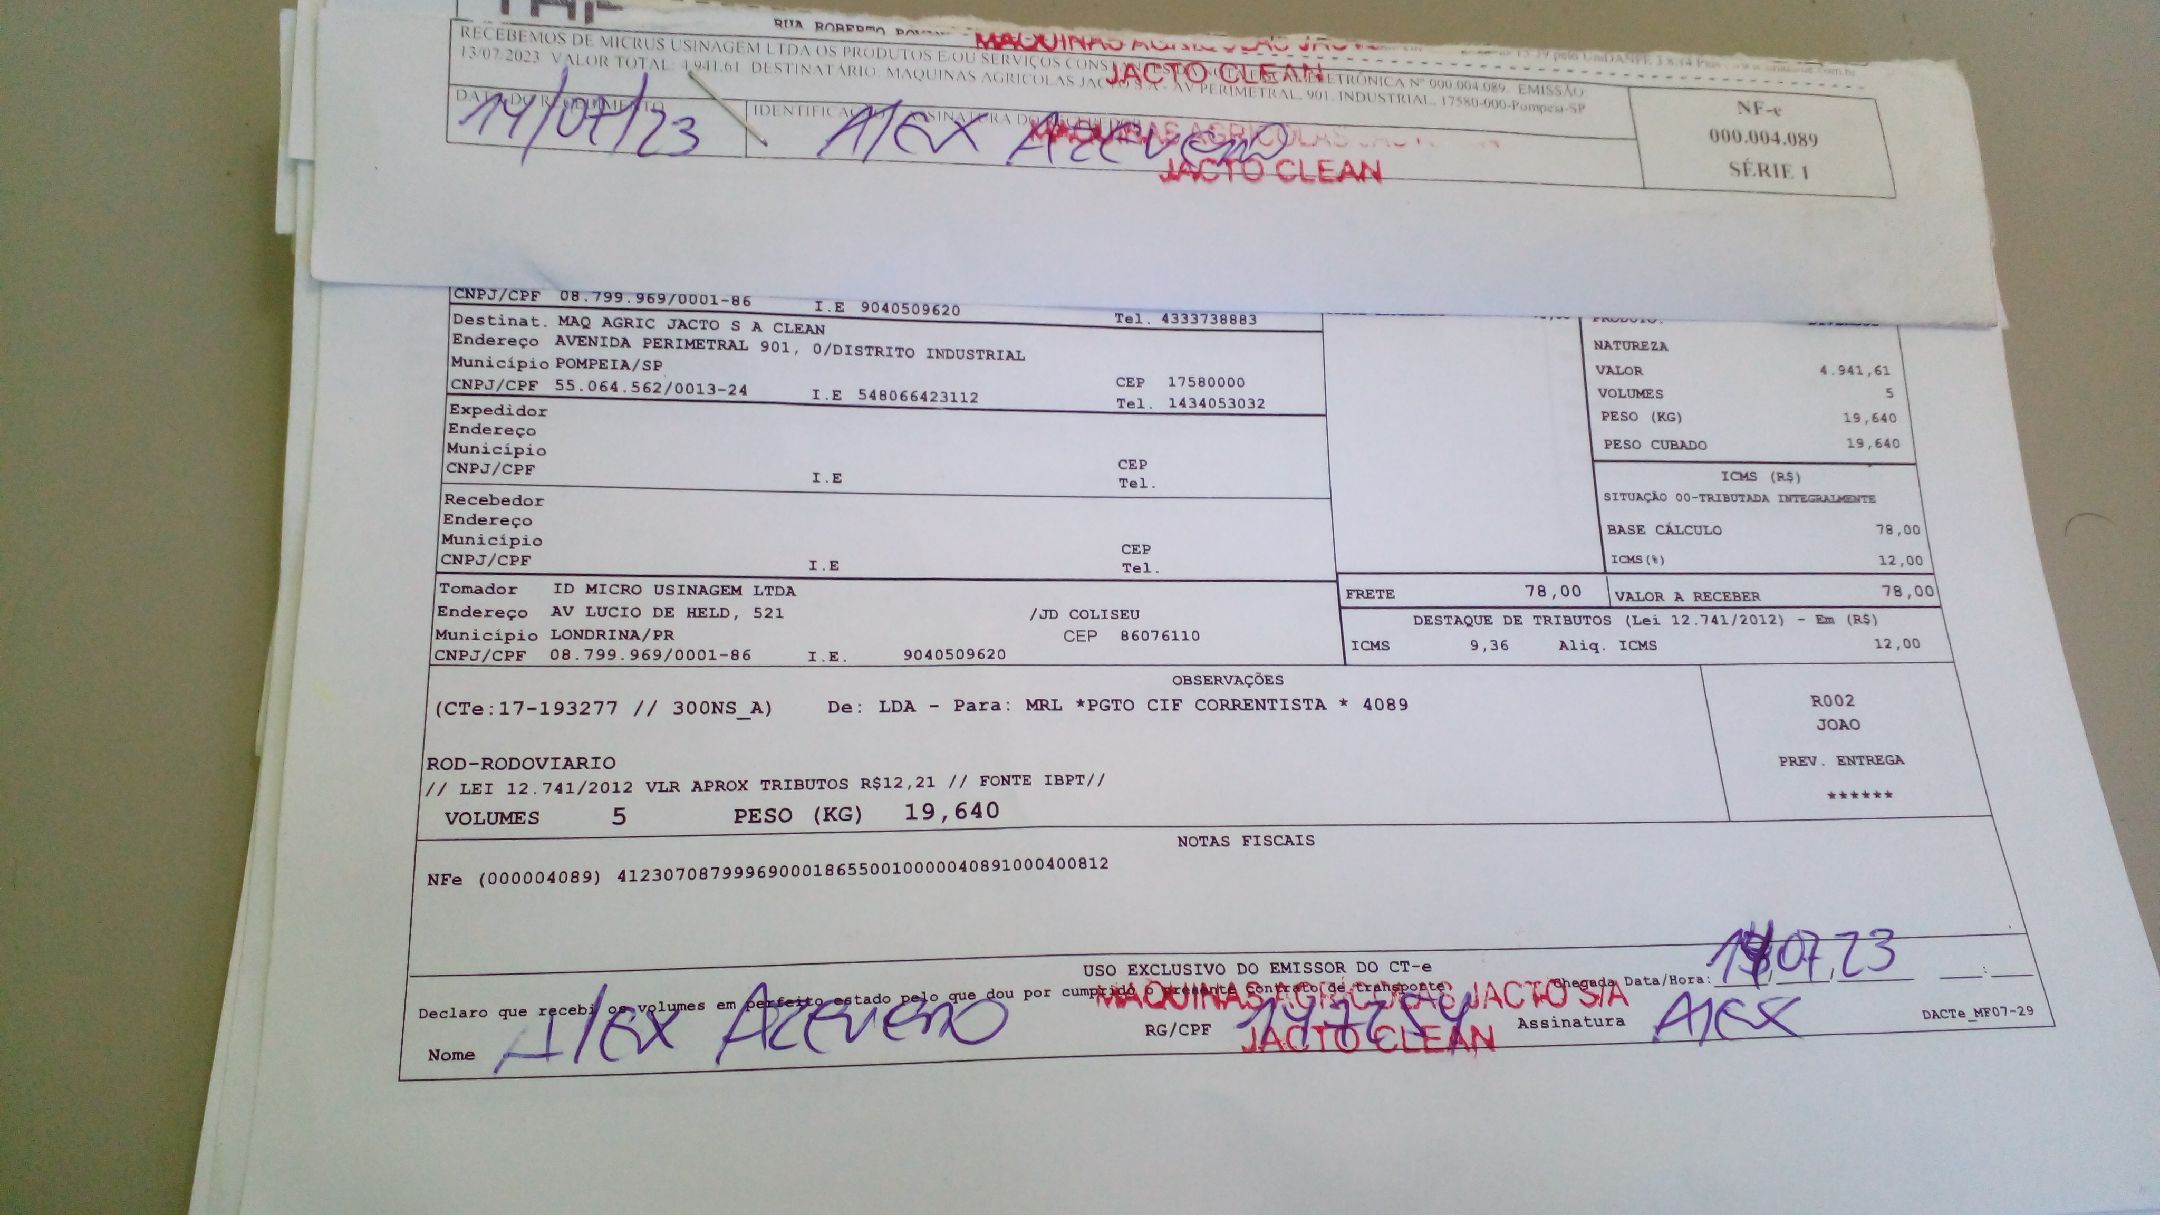 RUA ROBERTO
MAQUINAS AGRICOLAS JACTO
RECEBEMOS DE MICRUS USINAGEM LTDA OS PRODUTOS E/OU SERVIÇOS CONS ELETRÔNICA Nº 000.004.089. EMISSÃO:
JACTO CLEAN
13/07/2023 VALOR TOTAL: 4.941,61 DESTINATÁRIO: MAQUINAS AGRICOLAS JACTO S A - AV PERIMETRAL, 901, INDUSTRIAL, 17580-000-Pompeia-SP
DATA DO RECEBIMENTO
IDENTIFICAÇÃO E ASSINATURA DO RECEBEDOR
14/07/23
Alex Azevedo
MAQUINAS AGRICOLAS
JACTO CLEAN
NF-e
000.004.089
SÉRIE 1
CNPJ/CPF 08.799.969/0001-86 I.E 9040509620 Tel. 4333738883
Destinat. MAQ AGRIC JACTO S A CLEAN
Endereço AVENIDA PERIMETRAL 901, 0/DISTRITO INDUSTRIAL
Município POMPEIA/SP CEP 17580000
CNPJ/CPF 55.064.562/0013-24 I.E 548066423112 Tel. 1434053032
Expedidor
Endereço
Município CEP
CNPJ/CPF I.E Tel.
Recebedor
Endereço
Município CEP
CNPJ/CPF I.E Tel.
Tomador ID MICRO USINAGEM LTDA
Endereço AV LUCIO DE HELD, 521 /JD COLISEU
Município LONDRINA/PR CEP 86076110
CNPJ/CPF 08.799.969/0001-86 I.E. 9040509620
PRODUTO:
NATUREZA
VALOR 4.941,61
VOLUMES 5
PESO (KG) 19,640
PESO CUBADO 19,640
ICMS (R$)
SITUAÇÃO 00-TRIBUTADA INTEGRALMENTE
BASE CÁLCULO 78,00
ICMS(%) 12,00
FRETE 78,00 VALOR A RECEBER 78,00
DESTAQUE DE TRIBUTOS (Lei 12.741/2012) - Em (R$)
ICMS 9,36 Aliq. ICMS 12,00
OBSERVAÇÕES
(CTe:17-193277 // 300NS_A) De: LDA - Para: MRL *PGTO CIF CORRENTISTA * 4089
ROD-RODOVIARIO
// LEI 12.741/2012 VLR APROX TRIBUTOS R$12,21 // FONTE IBPT//
VOLUMES 5 PESO (KG) 19,640
R002
JOAO
PREV. ENTREGA
******
NOTAS FISCAIS
NFe (000004089) 41230708799969000186550010000040891000400812
USO EXCLUSIVO DO EMISSOR DO CT-e
Declaro que recebi os volumes em perfeito estado pelo que dou por cumprido o presente contrato de transporte
Chegada Data/Hora: 14/07/23 :
MAQUINAS AGRICOLAS JACTO S/A
JACTO CLEAN
Nome Alex Azevedo RG/CPF Assinatura Alex
DACTe_MF07-29